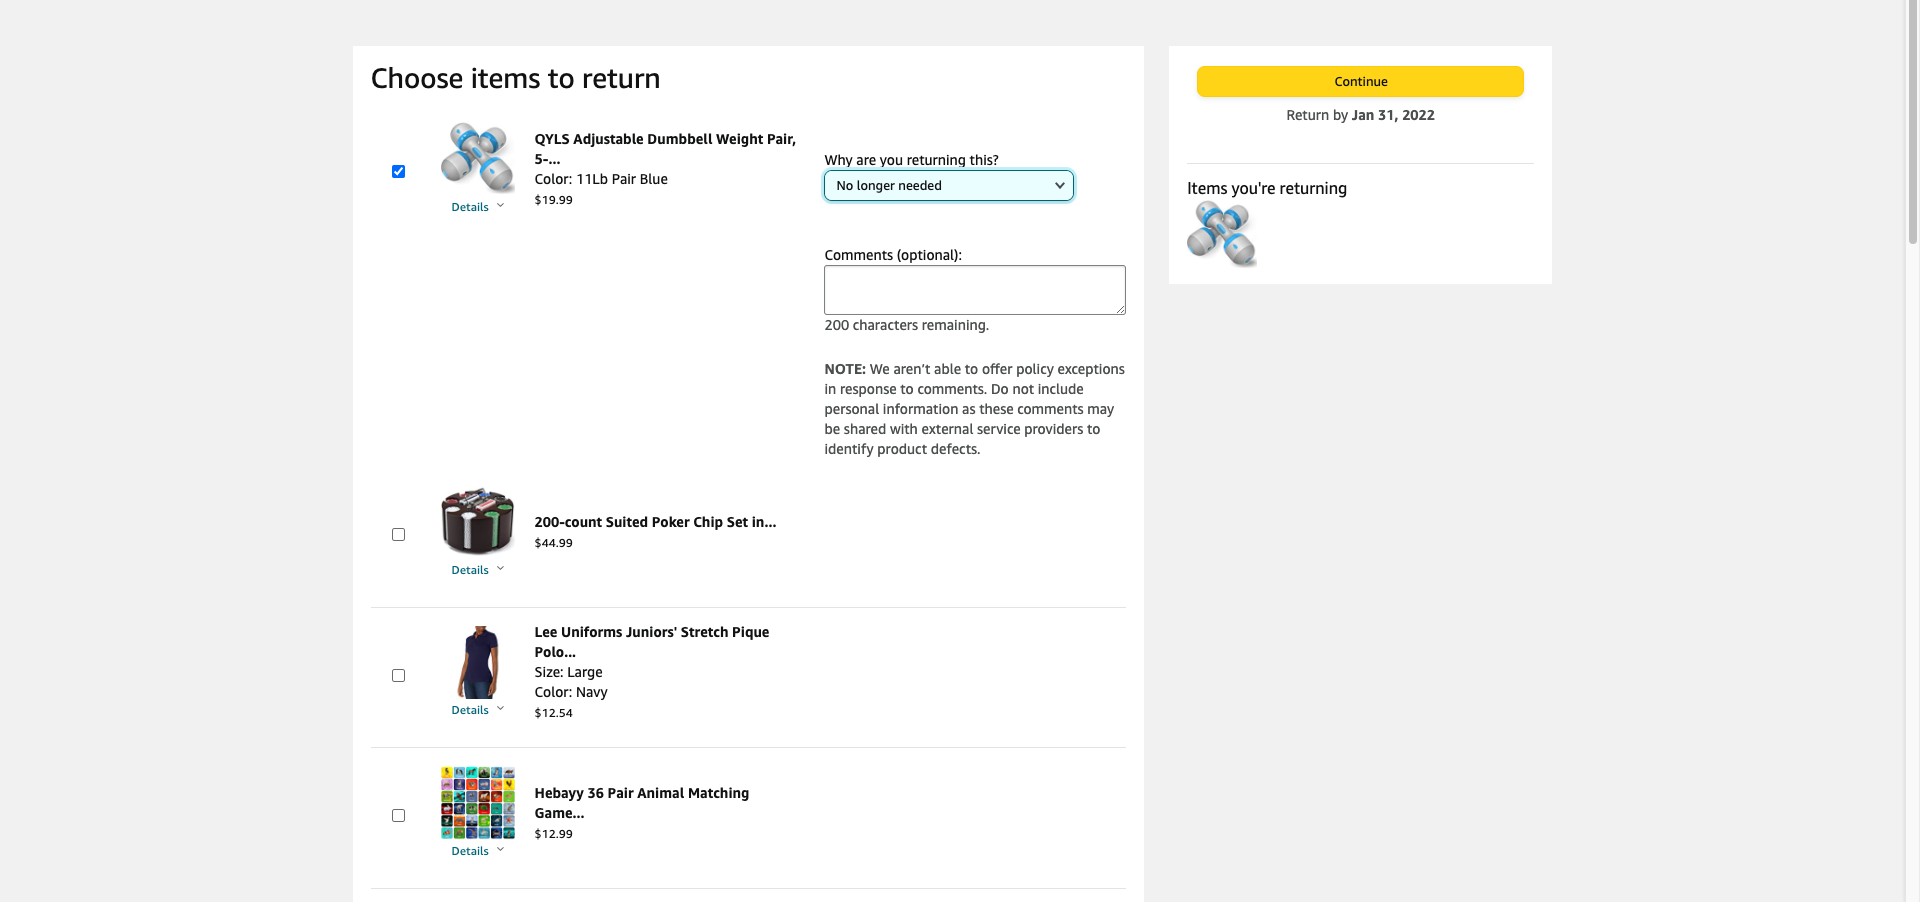 Choose items to return
QYLS Adjustable Dumbbell Weight Pair,
5-...
Color: 11Lb Pair Blue
$19.99
Details
Why are you returning this?
No longer needed
Comments (optional):
200 characters remaining.
NOTE: We aren’t able to offer policy exceptions
in response to comments. Do not include
personal information as these comments may
be shared with external service providers to
identify product defects.
200-count Suited Poker Chip Set in...
$44.99
Details
Lee Uniforms Juniors' Stretch Pique
Polo...
Size: Large
Color: Navy
$12.54
Details
Hebayy 36 Pair Animal Matching
Game...
$12.99
Details
Continue
Return by Jan 31, 2022
Items you're returning